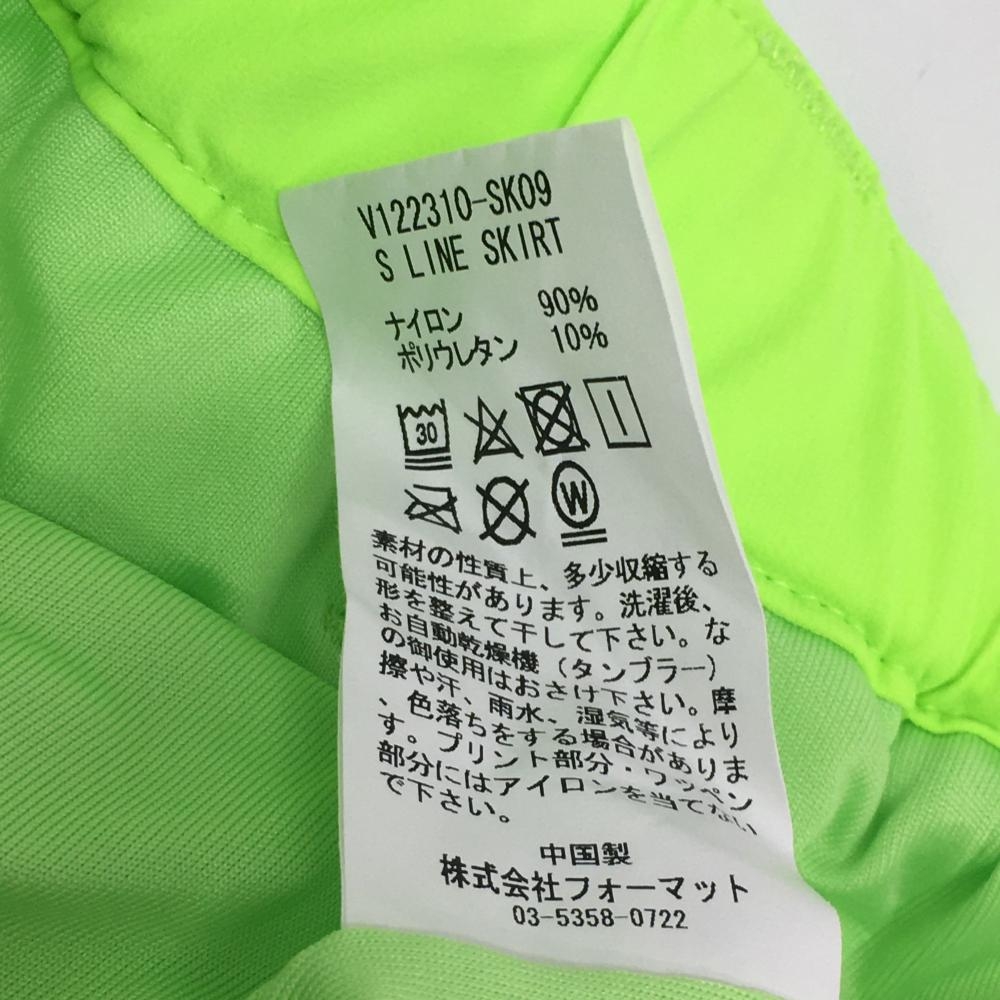 V122310-SK09
S LINE SKIRT
ナイロン 90%
ポリウレタン 10%
30
W
素材の性質上、多少収縮する
可能性があります。洗濯後、
形を整えて干して下さい。な
お自動乾燥機（タンブラー）
の御使用はおさけ下さい。摩
擦や汗、雨水、湿気等により
、色落ちをする場合がありま
す。プリント部分・ワッペン
部分にはアイロンを当てない
で下さい。
中国製
株式会社フォーマット
03-5358-0722